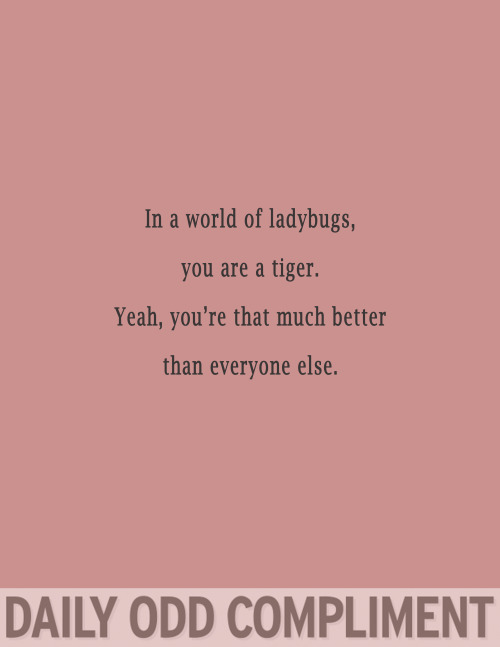 In a world of ladybugs,
you are a tiger.
Yeah, you’re that much better
than everyone else.
DAILY ODD COMPLIMENT